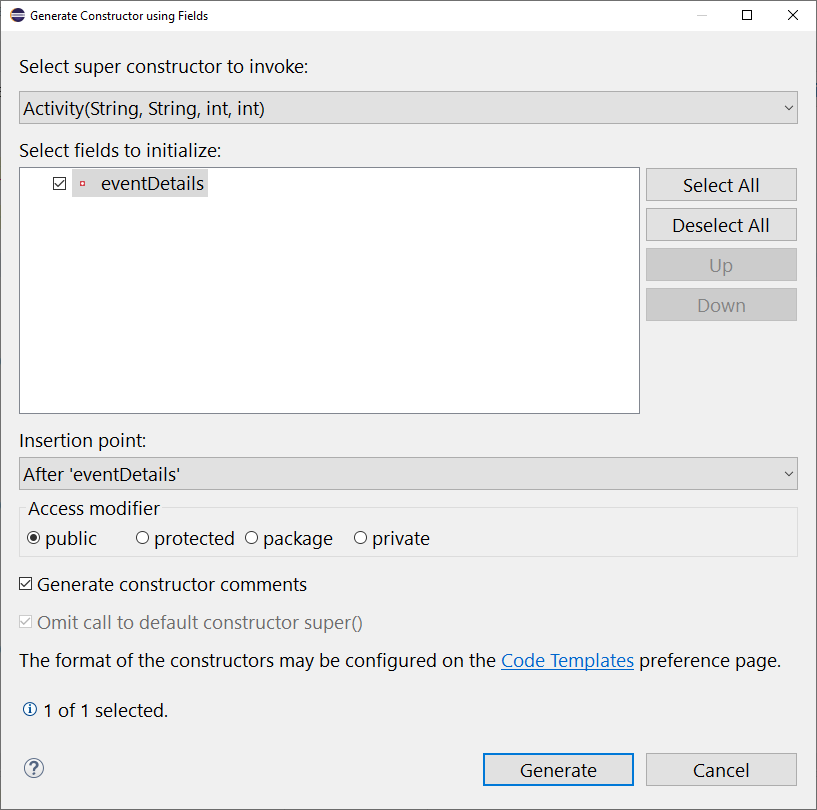 Generate Constructor using Fields
Select super constructor to invoke:
Activity(String, String, int, int)
Select fields to initialize:
eventDetails
Select All
Deselect All
Up
Down
Insertion point:
After 'eventDetails'
Access modifier
public protected package private
Generate constructor comments
Omit call to default constructor super()
The format of the constructors may be configured on the Code Templates preference page.
1 of 1 selected.
Generate Cancel